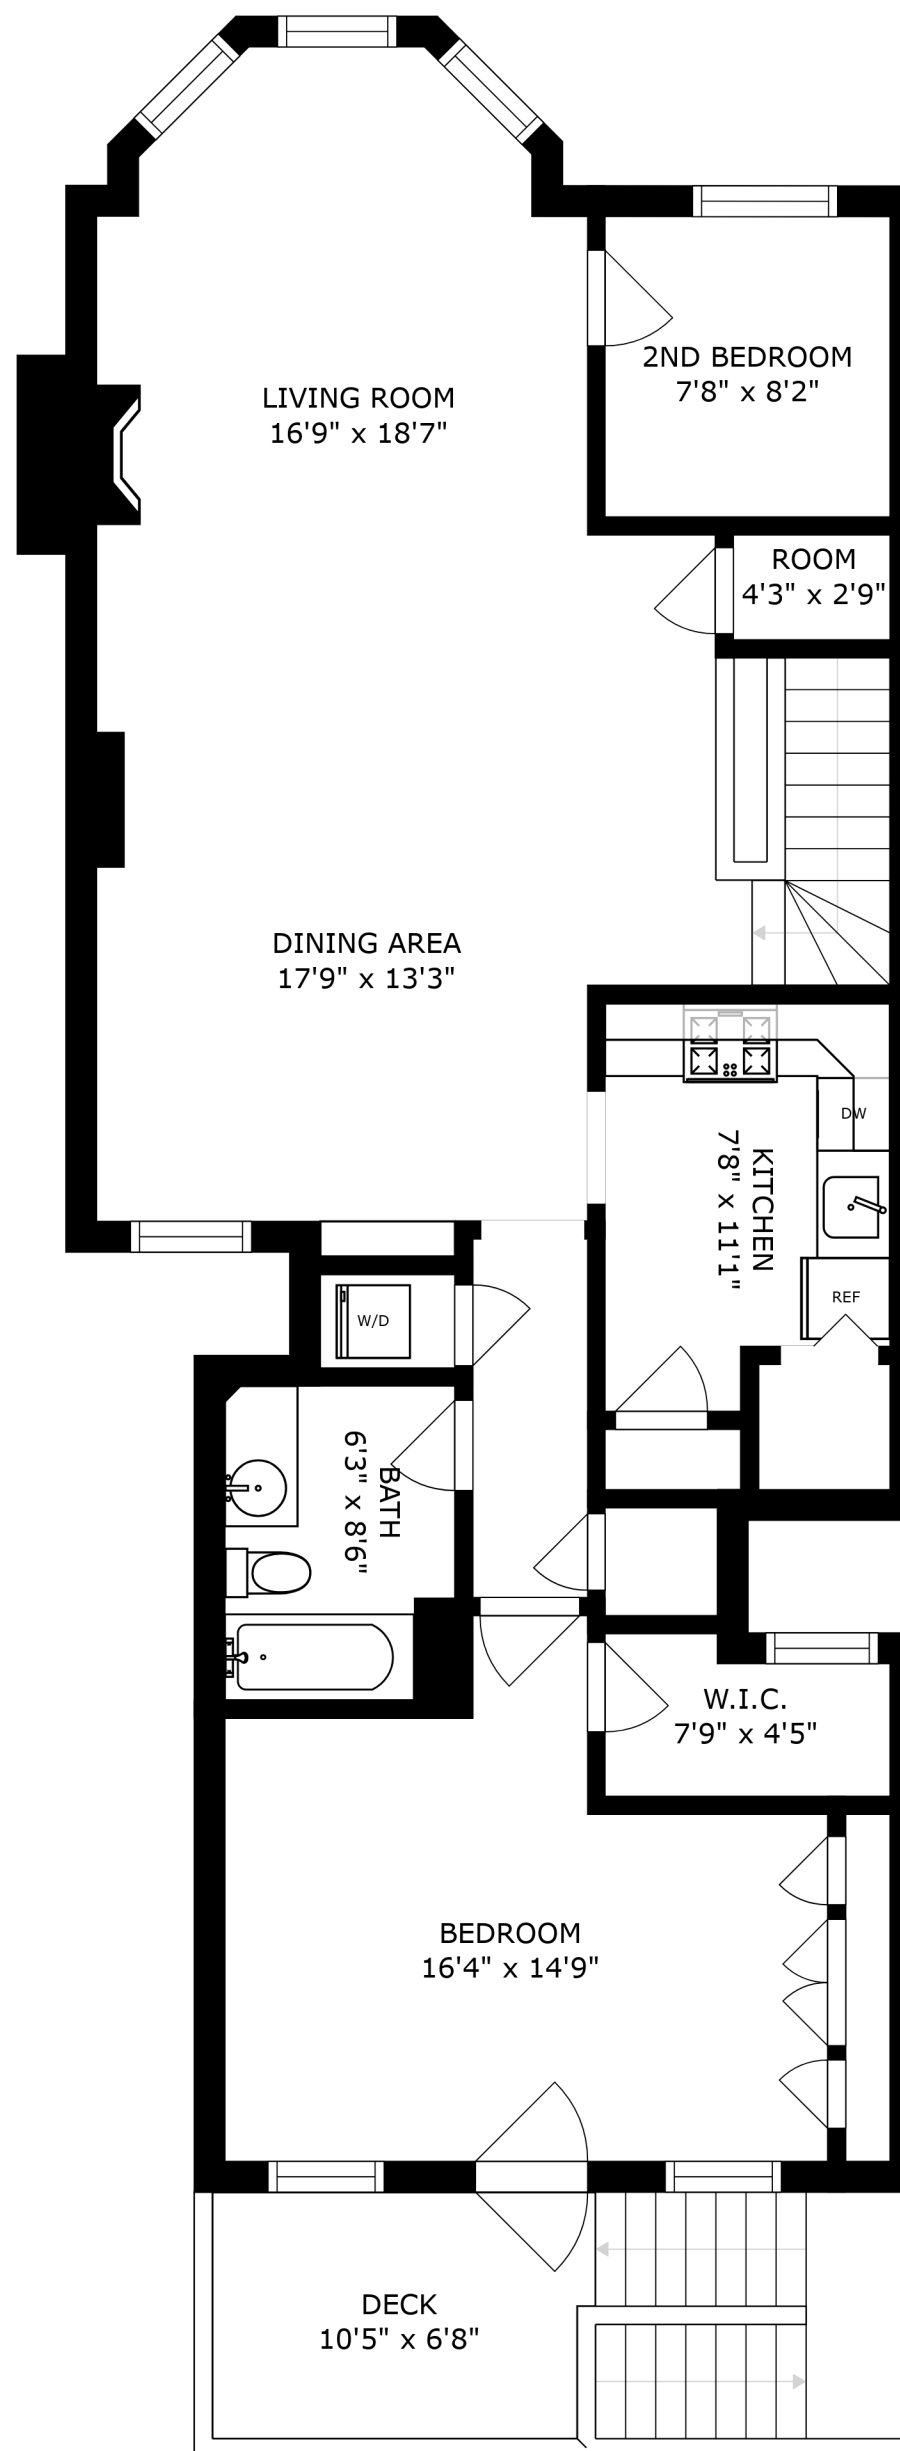 2ND BEDROOM
7'8" x 8'2"
LIVING ROOM
16'9" x 18'7"
ROOM
4'3" x 2'9"
DINING AREA
17'9" x 13'3"
DW
KITCHEN
7'8" x 11'1"
REF
W/D
BATH
6'3" x 8'6"
W.I.C.
7'9" x 4'5"
BEDROOM
16'4" x 14'9"
DECK
10'5" x 6'8"